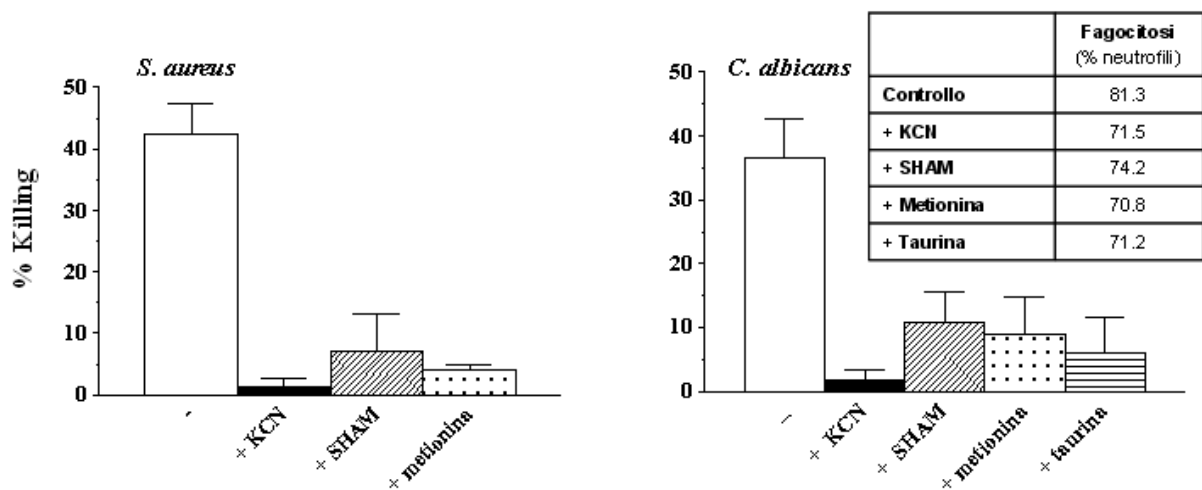 S. aureus
% Killing
50
40
30
20
10
0
-
+ KCN
+ SHAM
+ metionina
C. albicans
50
40
30
20
10
0
–
+ KCN
+ SHAM
+ metionina
+ taurina
Fagocitosi
(% neutrofili)
Controllo 81.3
+ KCN 71.5
+ SHAM 74.2
+ Metionina 70.8
+ Taurina 71.2